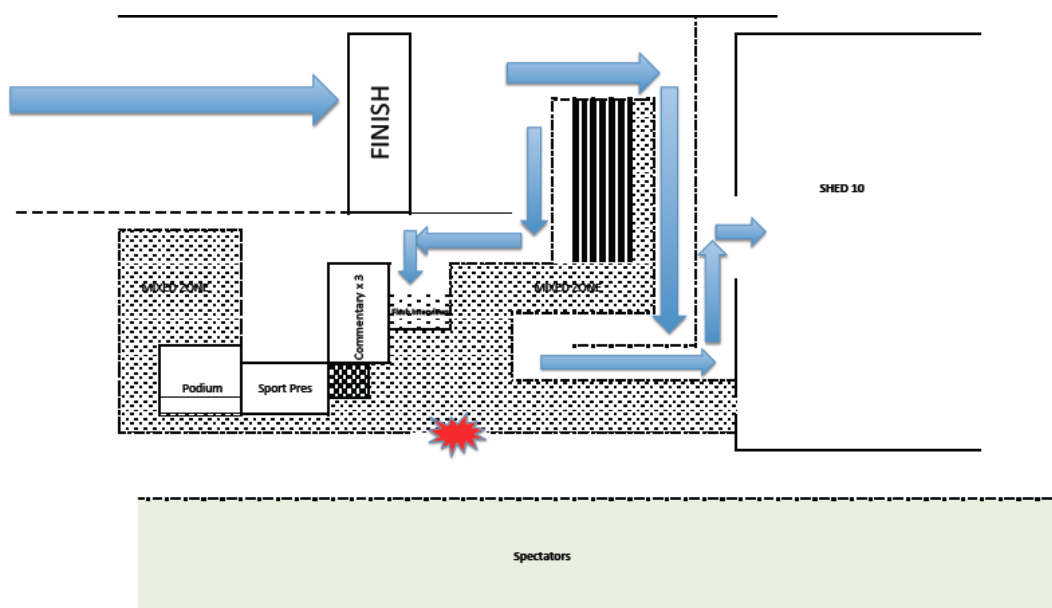 FINISH
SHED 10
MIXED ZONE
Commentary x 3
MIXED ZONE
Podium
Sport Pres
Spectators